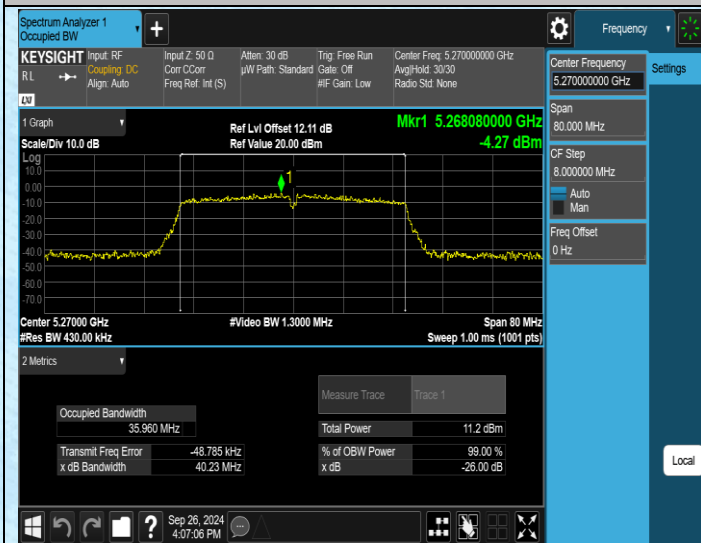 Spectrum Analyzer 1
Occupied BW
+
Frequency
KEYSIGHT
RL
LXI
Input: RF
Coupling: DC
Align: Auto
Input Z: 50 Ω
Corr CCorr
Freq Ref: Int (S)
Atten: 30 dB
µW Path: Standard
Trig: Free Run
Gate: Off
#IF Gain: Low
Center Freq: 5.270000000 GHz
Avg|Hold: 30/30
Radio Std: None
Center Frequency
5.270000000 GHz
Settings
Span
80.000 MHz
CF Step
8.000000 MHz
Auto
Man
Freq Offset
0 Hz
Local
1 Graph
Scale/Div 10.0 dB
Ref Lvl Offset 12.11 dB
Ref Value 20.00 dBm
Mkr1 5.268080000 GHz
-4.27 dBm
Log
10.0
0.00
-10.0
-20.0
-30.0
-40.0
-50.0
-60.0
-70.0
1
Center 5.27000 GHz
#Res BW 430.00 kHz
#Video BW 1.3000 MHz
Span 80 MHz
Sweep 1.00 ms (1001 pts)
2 Metrics
Measure Trace
Trace 1
Occupied Bandwidth
35.960 MHz
Total Power 11.2 dBm
Transmit Freq Error -48.785 kHz
% of OBW Power 99.00 %
x dB Bandwidth 40.23 MHz
x dB -26.00 dB
?
Sep 26, 2024
4:07:06 PM